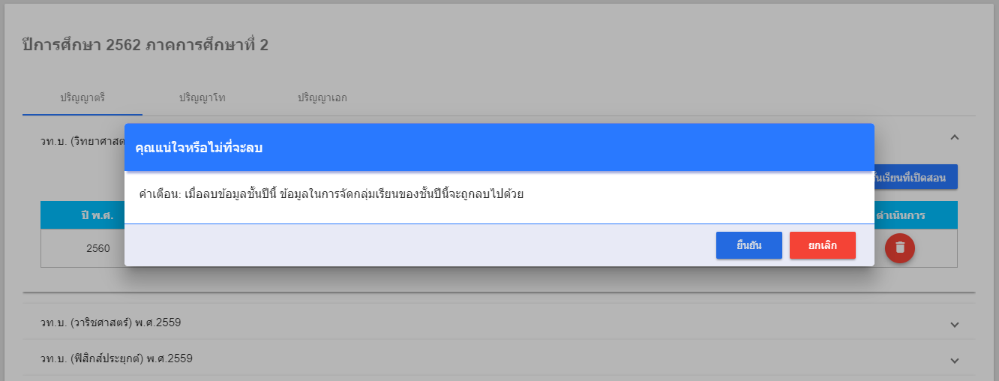 ปีการศึกษา 2562 ภาคการศึกษาที่ 2
ปริญญาตรี ปริญญาโท ปริญญาเอก
วท.บ. (วิทยาศาสต
คุณแน่ใจหรือไม่ที่จะลบ
คำเตือน: เมื่อลบข้อมูลชั้นปีนี้ ข้อมูลในการจัดกลุ่มเรียนของชั้นปีนี้จะถูกลบไปด้วย
ั้นเรียนที่เปิดสอน
ปี พ.ศ. ดำเนินการ
2560
ยืนยัน ยกเลิก
วท.บ. (วาริชศาสตร์) พ.ศ.2559
วท.บ. (ฟิสิกส์ประยุกต์) พ.ศ.2559